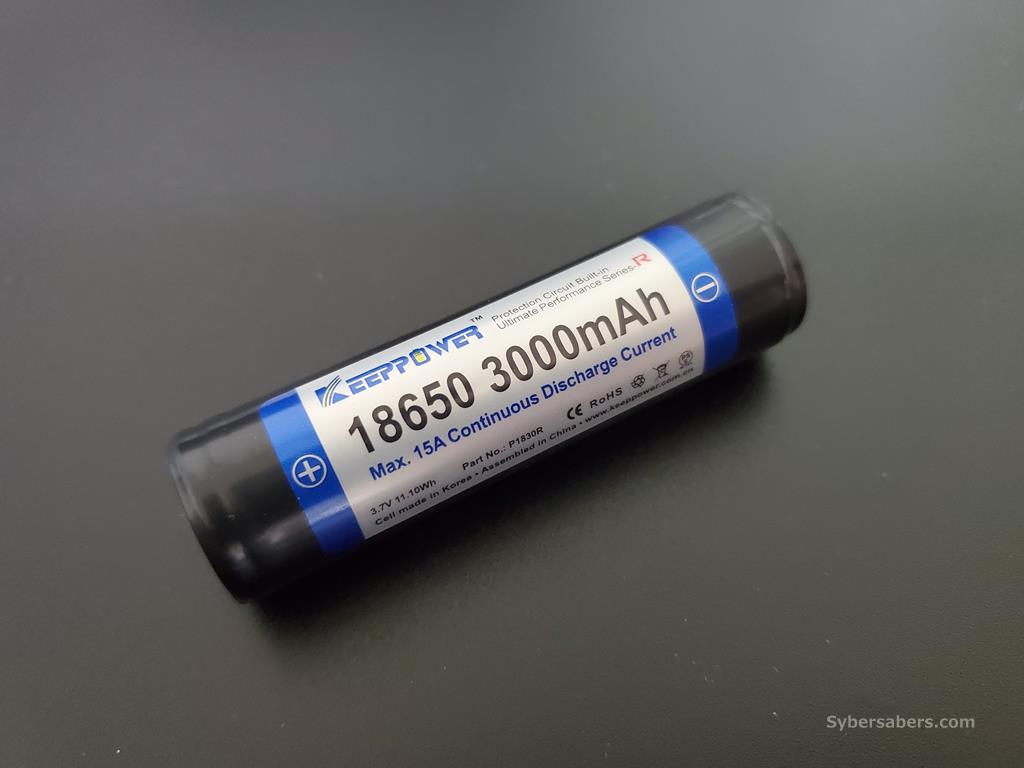 KEEPPOWER™
Protection Circuit Built-in
Ultimate Performance Series-R
18650 3000mAh
Max. 15A Continuous Discharge Current
3.7V 11.10Wh
Part No.: P1830R
CE RoHS
Cell made in Korea • Assembled in China • www.keeppower.com.cn
Sybersabers.com